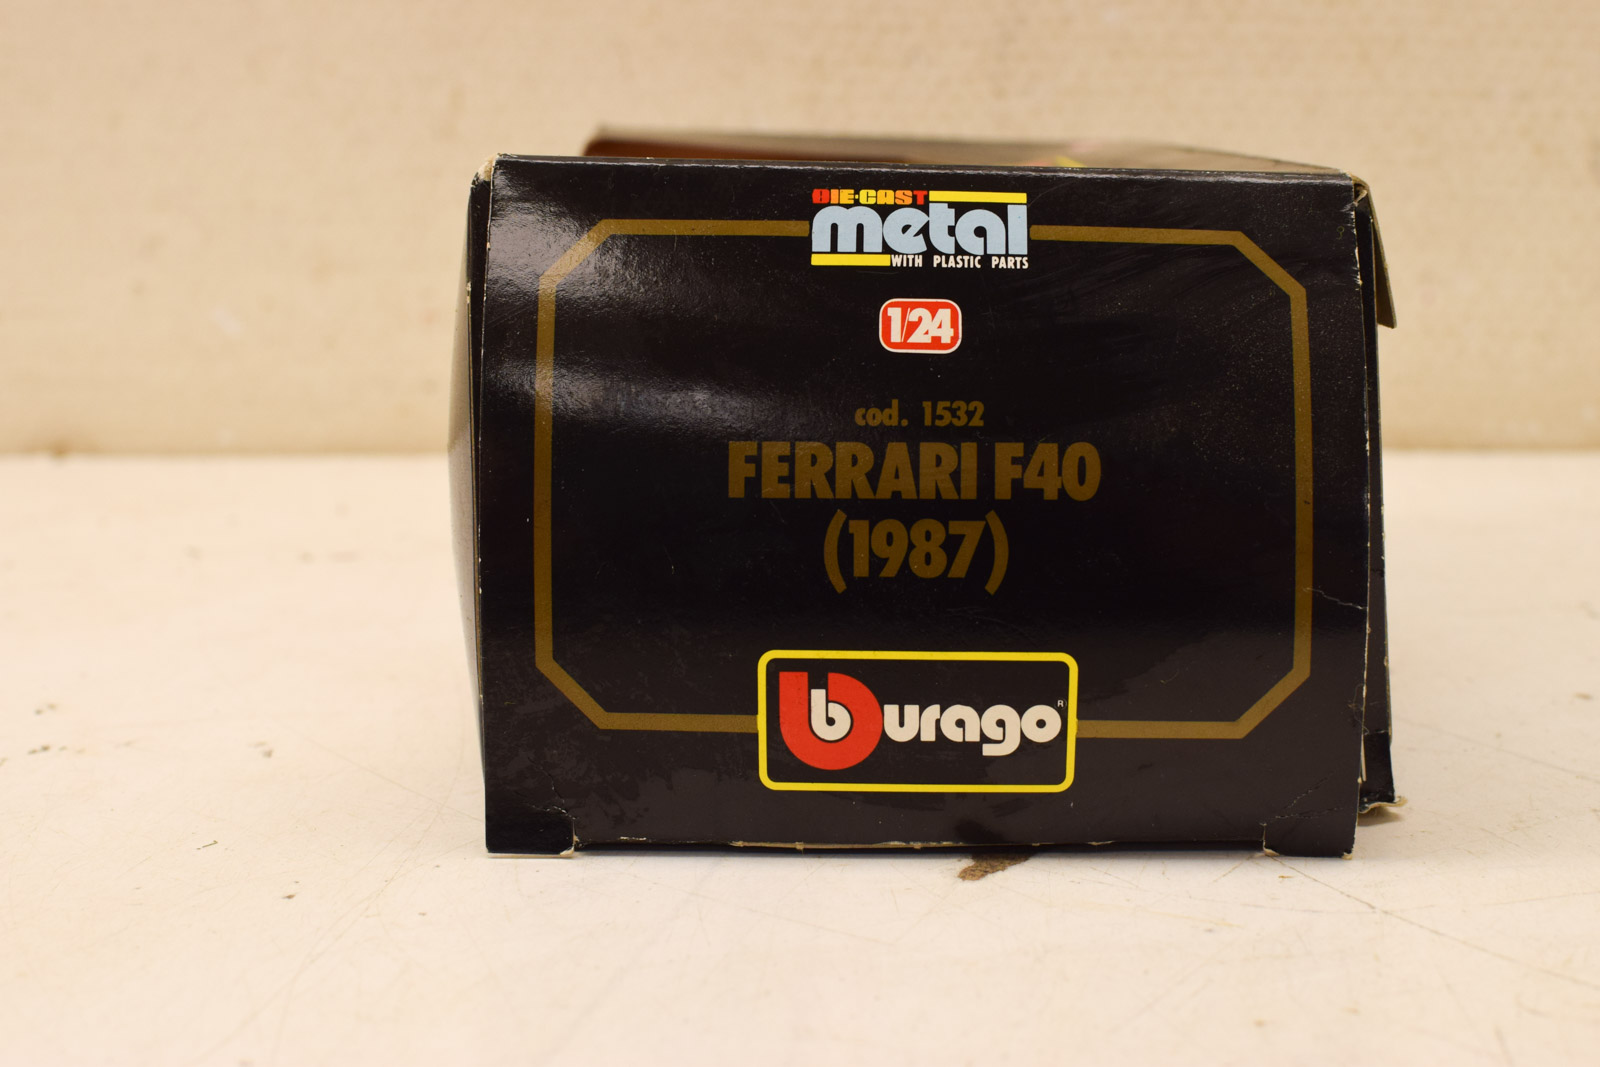 DIE-CAST
metal
WITH PLASTIC PARTS
1/24
cod. 1532
FERRARI F40
(1987)
burago®